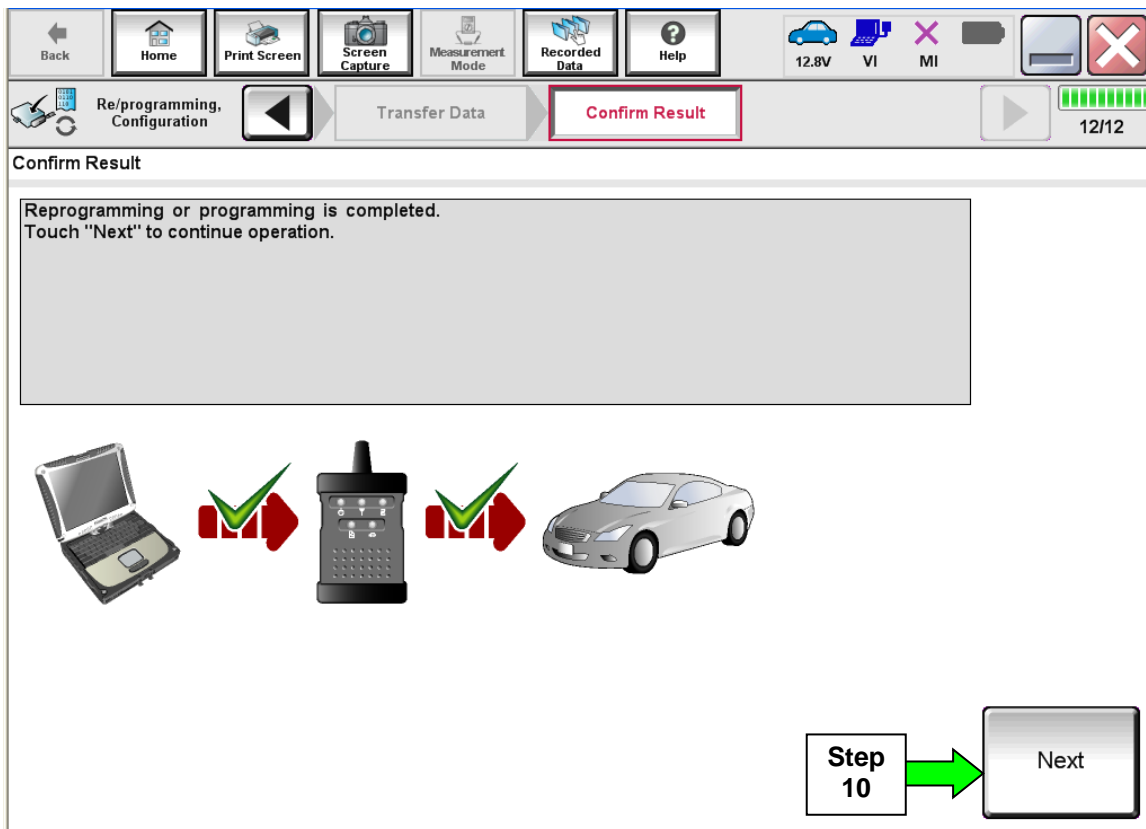 Back
Home
Print Screen
Screen
Capture
Measurement
Mode
Recorded
Data
Help
12.8V
VI
MI
Re/programming,
Configuration
Transfer Data
Confirm Result
12/12
Confirm Result
Reprogramming or programming is completed.
Touch "Next" to continue operation.
Step
10
Next